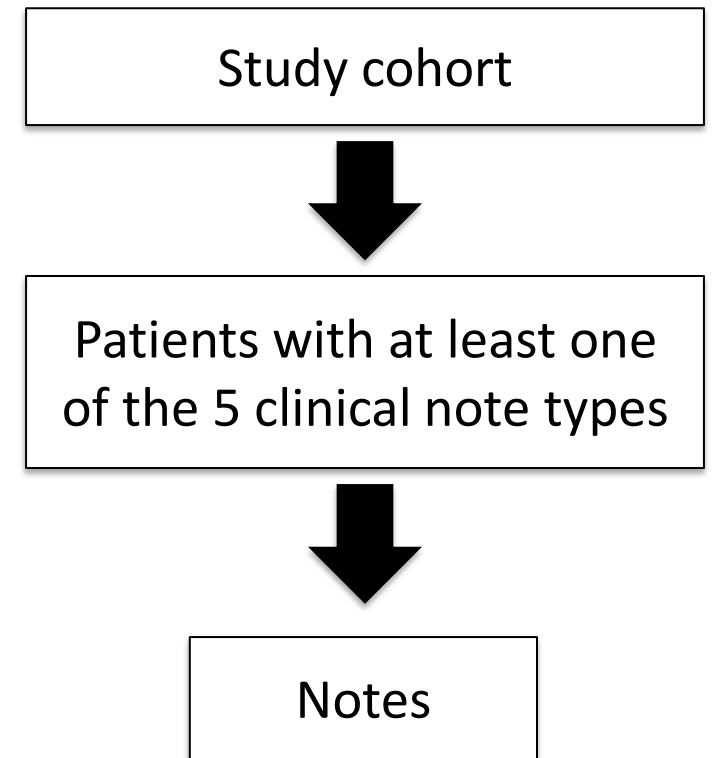 Study cohort
Patients with at least one
of the 5 clinical note types
Notes